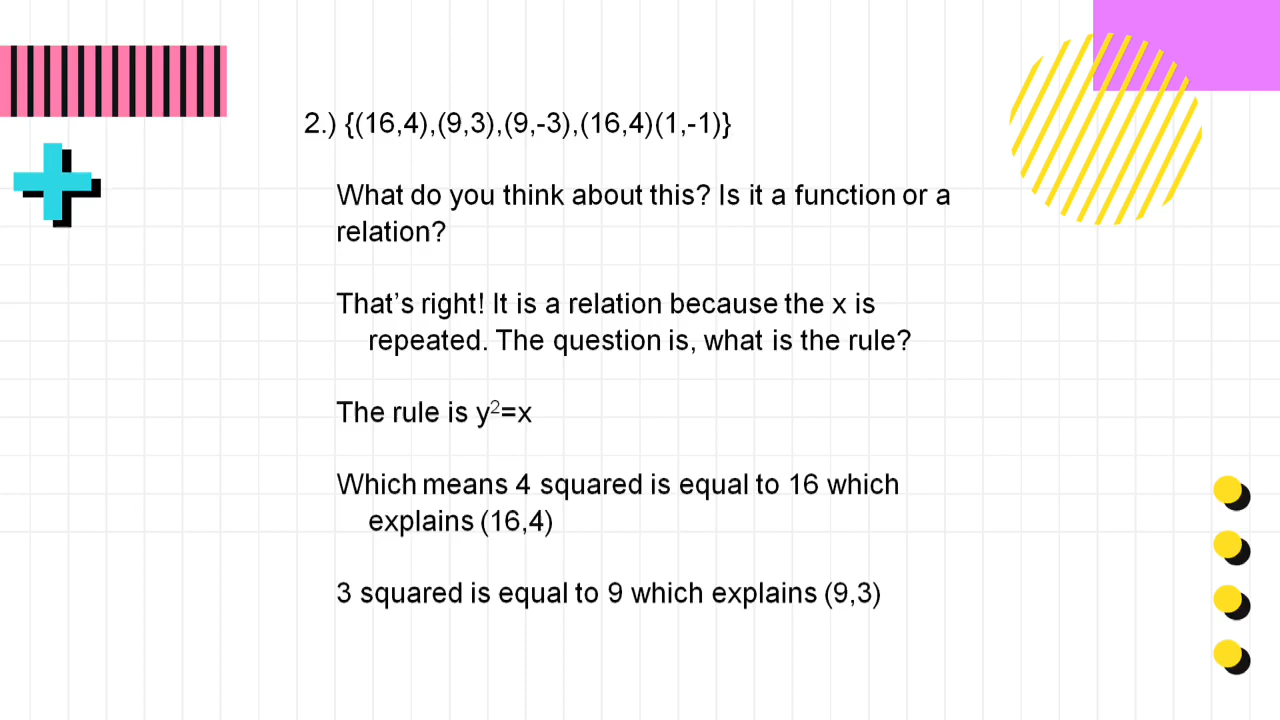 2.) {(16,4),(9,3),(9,-3),(16,4)(1,-1)}
What do you think about this? Is it a function or a
relation?
That’s right! It is a relation because the x is
repeated. The question is, what is the rule?
The rule is y²=x
Which means 4 squared is equal to 16 which
explains (16,4)
3 squared is equal to 9 which explains (9,3)